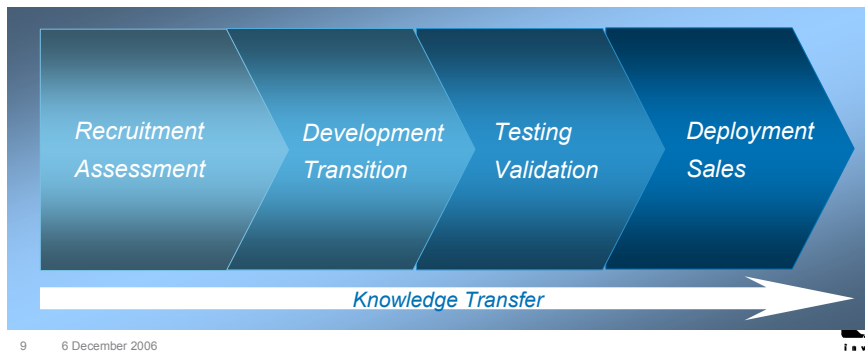 Recruitment
Assessment
Development
Transition
Testing
Validation
Deployment
Sales
Knowledge Transfer
9 6 December 2006